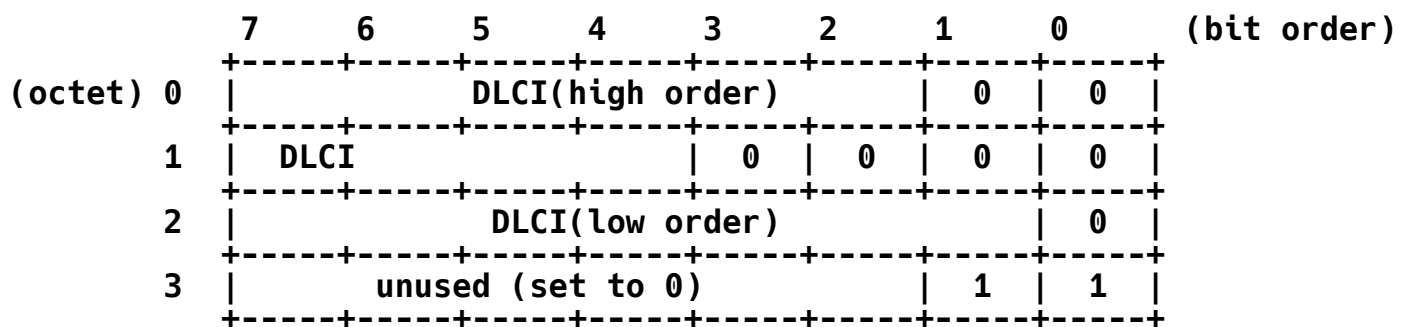 7 6 5 4 3 2 1 0 (bit order)
+-----+-----+-----+-----+-----+-----+-----+-----+
(octet) 0 | DLCI(high order) | 0 | 0 |
+-----+-----+-----+-----+-----+-----+-----+-----+
1 | DLCI | 0 | 0 | 0 | 0 |
+-----+-----+-----+-----+-----+-----+-----+-----+
2 | DLCI(low order) | 0 |
+-----+-----+-----+-----+-----+-----+-----+-----+
3 | unused (set to 0) | 1 | 1 |
+-----+-----+-----+-----+-----+-----+-----+-----+